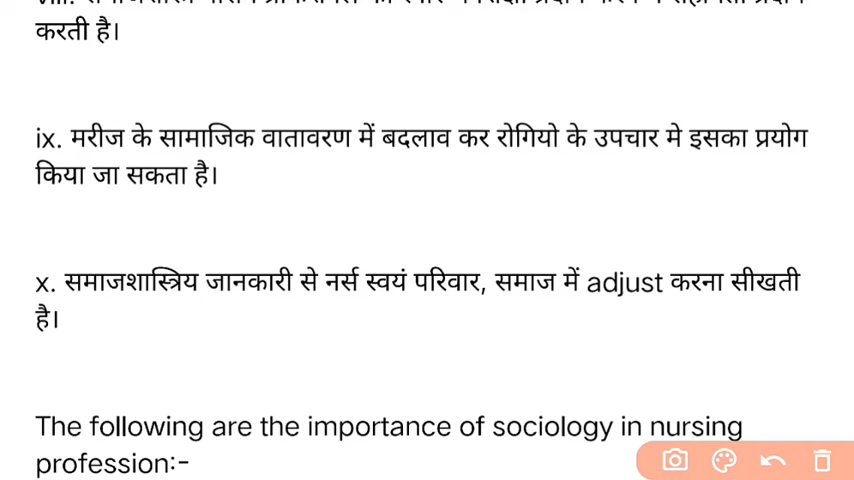 करती है।
ix. मरीज के सामाजिक वातावरण में बदलाव कर रोगियो के उपचार मे इसका प्रयोग
किया जा सकता है।
x. समाजशास्त्रिय जानकारी से नर्स स्वयं परिवार, समाज में adjust करना सीखती
है।
The following are the importance of sociology in nursing
profession:-